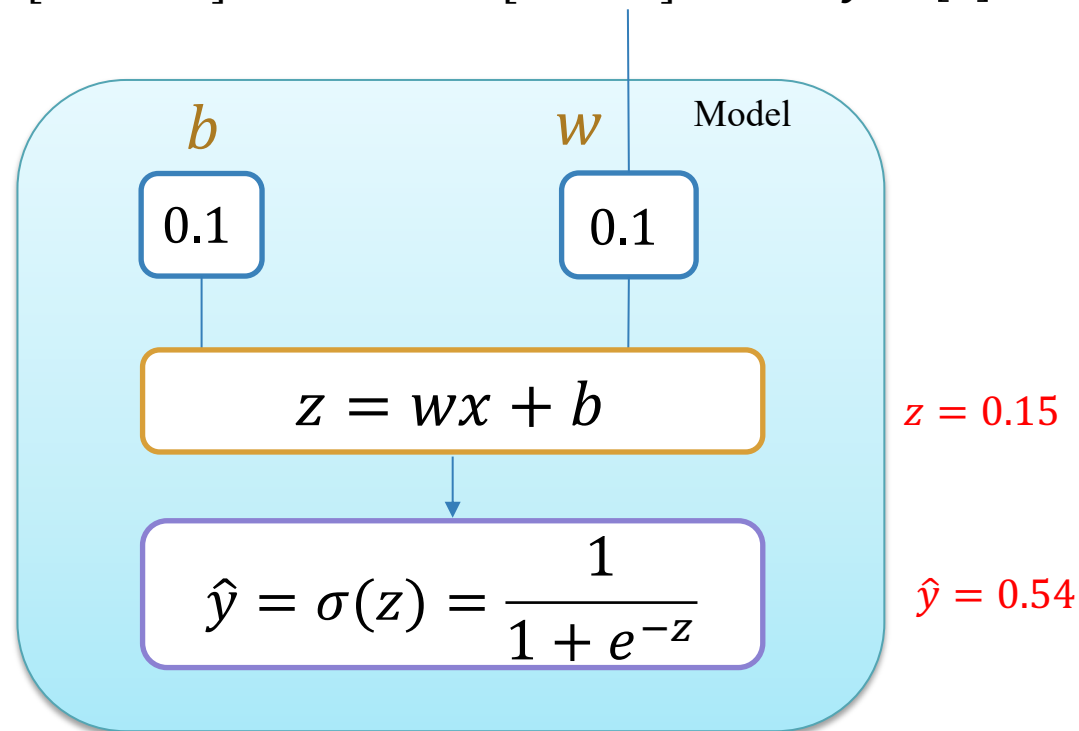 Model
b w
0.1 0.1
z = wx + b
z = 0.15
ŷ = σ(z) = 1 / (1 + e^{-z})
ŷ = 0.54